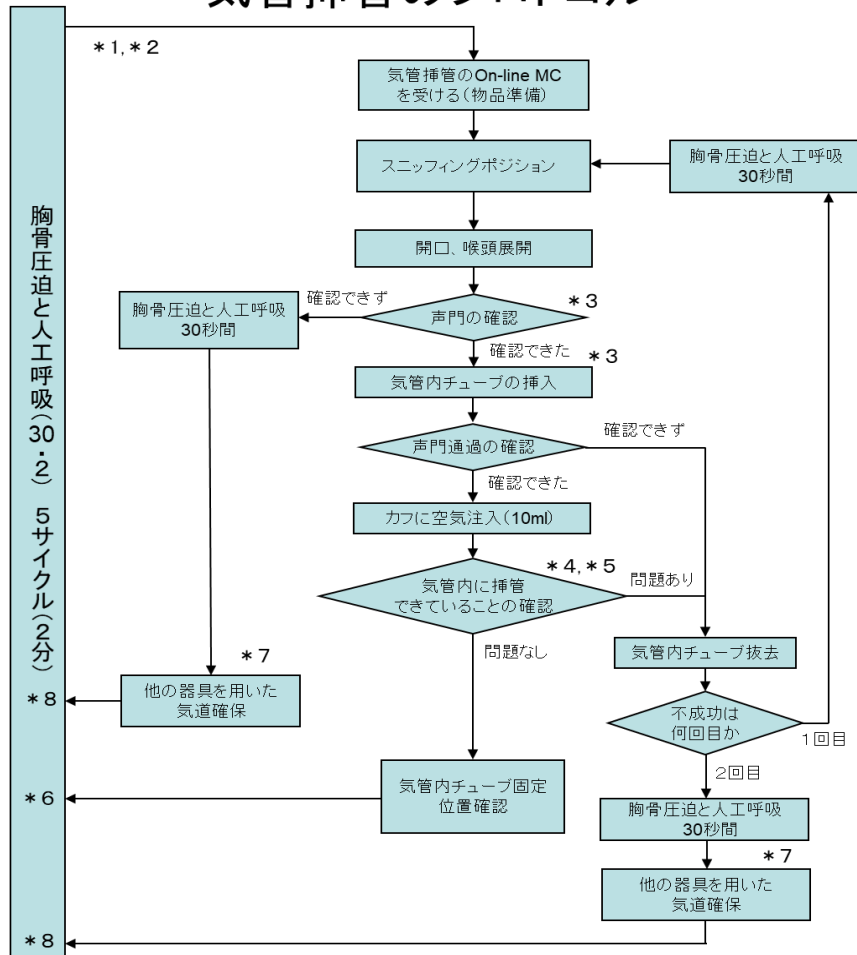 気管挿管のプロトコル
＊1,＊2
気管挿管のOn-line MC
を受ける(物品準備)
スニッフィングポジション
胸骨圧迫と人工呼吸
30秒間
開口、喉頭展開
＊3
声門の確認
確認できず
胸骨圧迫と人工呼吸
30秒間
確認できた
＊3
気管内チューブの挿入
声門通過の確認
確認できず
確認できた
カフに空気注入(10ml)
＊4,＊5
気管内に挿管
できていることの確認
問題あり
問題なし
気管内チューブ抜去
不成功は
何回目か
1回目
2回目
＊7
他の器具を用いた
気道確保
＊8
気管内チューブ固定
位置確認
＊6
胸骨圧迫と人工呼吸
30秒間
＊7
他の器具を用いた
気道確保
＊8
胸骨圧迫と人工呼吸(30・2) 5サイクル(2分)